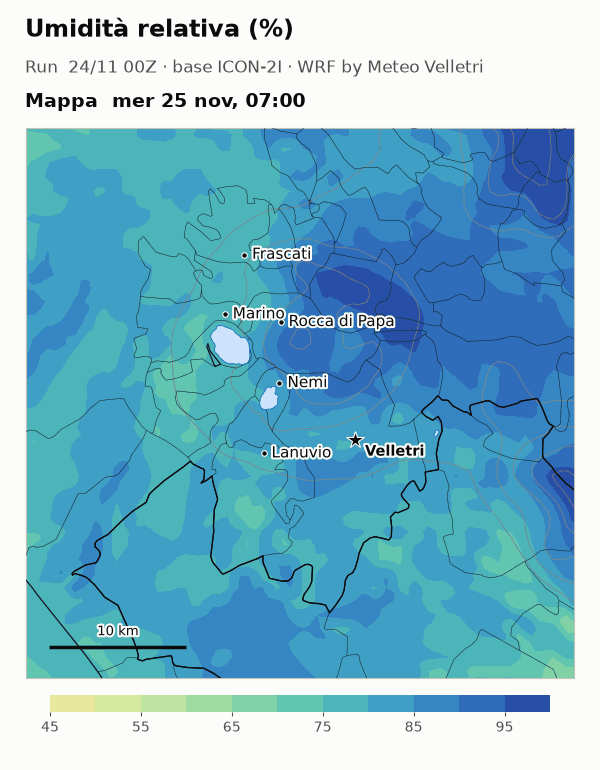 Umidità relativa (%)
Run  24/11 00Z · base ICON-2I · WRF by Meteo Velletri
Mappa  mer 25 nov, 07:00
Frascati
Marino
Rocca di Papa
Nemi
Velletri
Lanuvio
10 km
45 55 65 75 85 95